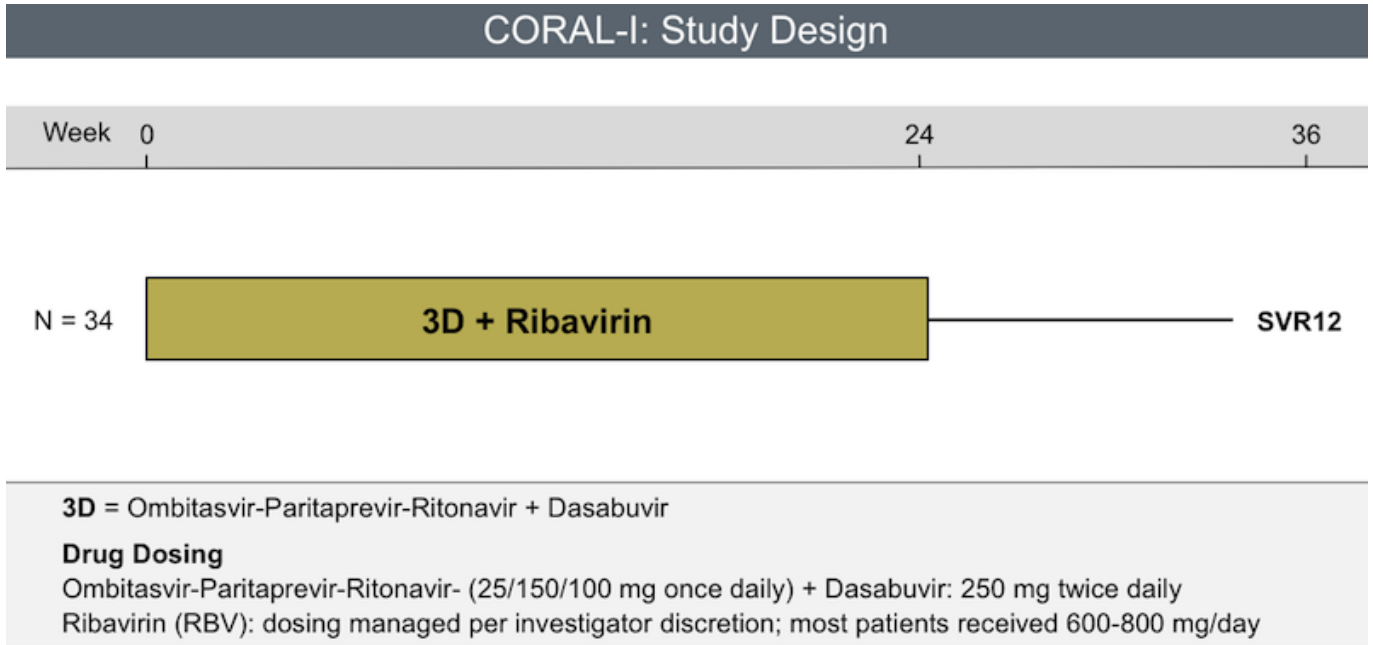 CORAL-I: Study Design
Week 0 24 36
N = 34 3D + Ribavirin SVR12
3D = Ombitasvir-Paritaprevir-Ritonavir + Dasabuvir
Drug Dosing
Ombitasvir-Paritaprevir-Ritonavir- (25/150/100 mg once daily) + Dasabuvir: 250 mg twice daily
Ribavirin (RBV): dosing managed per investigator discretion; most patients received 600-800 mg/day